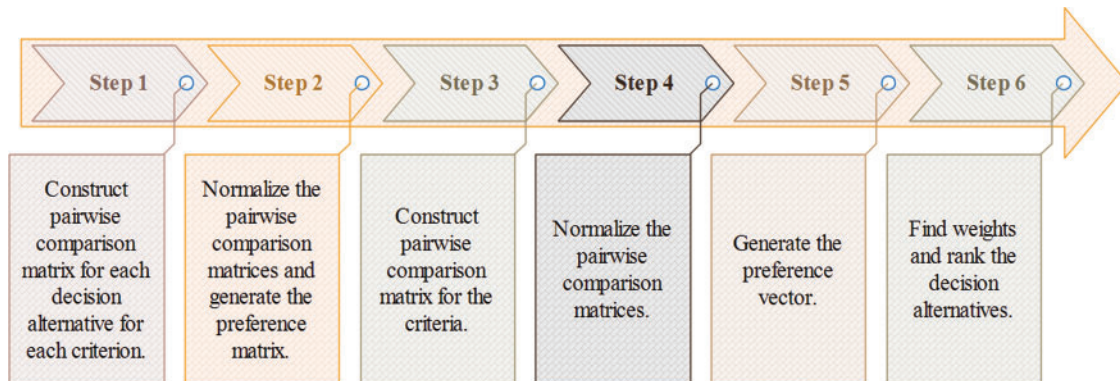 Step 1
Step 2
Step 3
Step 4
Step 5
Step 6
Construct
pairwise
comparison
matrix for each
decision
alternative for
each criterion.
Normalize the
pairwise
comparison
matrices and
generate the
preference
matrix.
Construct
pairwise
comparison
matrix for the
criteria.
Normalize the
pairwise
comparison
matrices.
Generate the
preference
vector.
Find weights
and rank the
decision
alternatives.